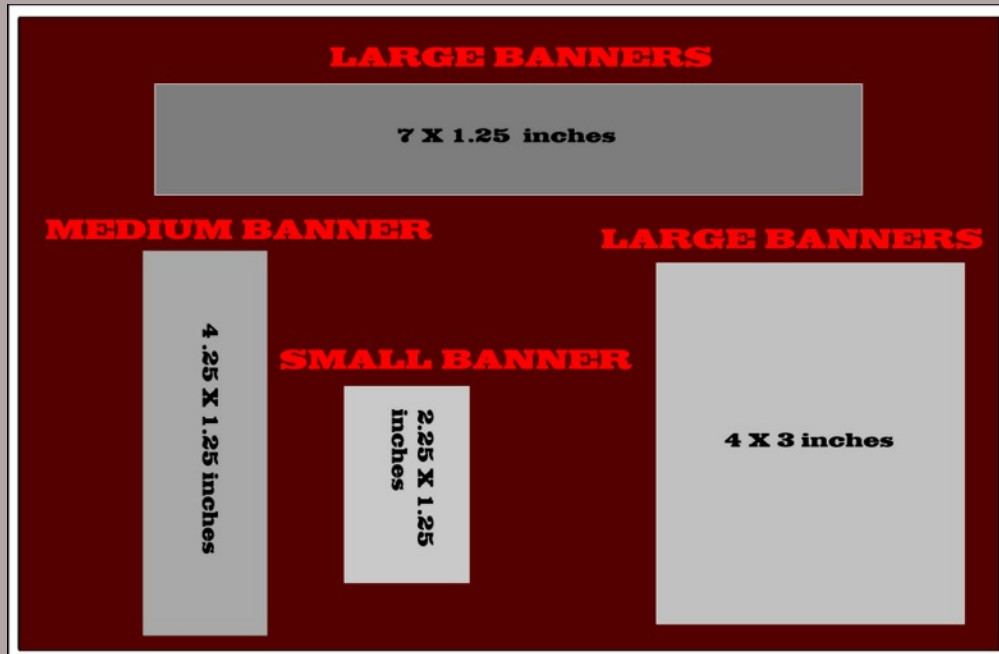 LARGE BANNERS
7 X 1.25 inches
MEDIUM BANNER
4 .25 X 1.25 inches
SMALL BANNER
2.25 X 1.25
inches
LARGE BANNERS
4 X 3 inches